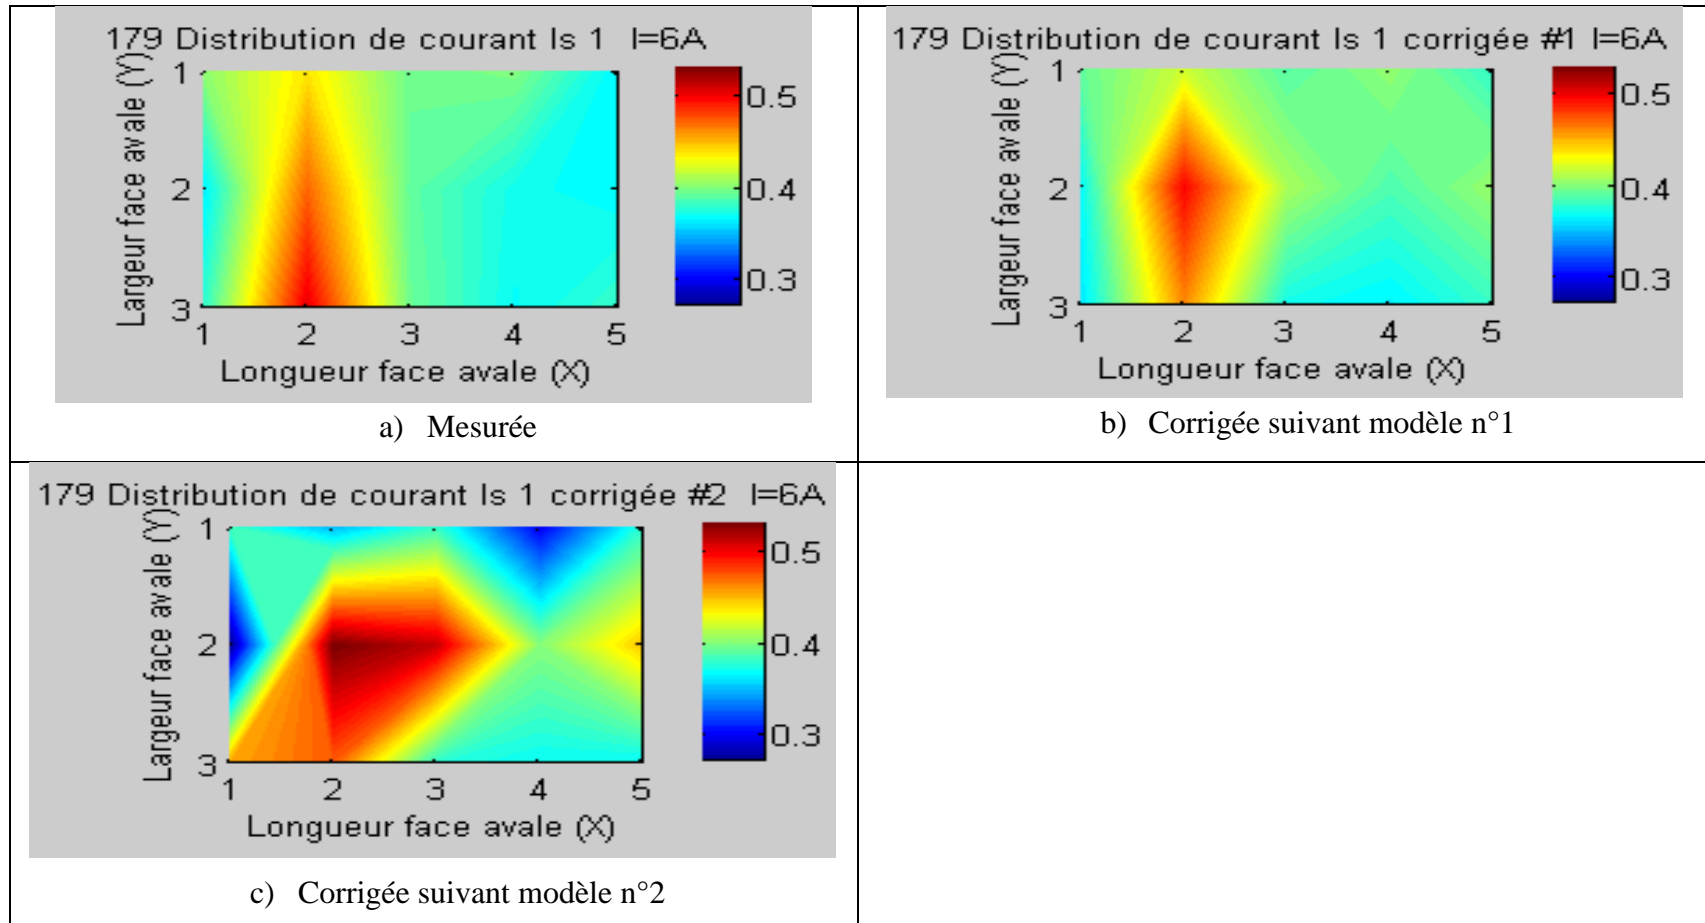 179 Distribution de courant Is 1 I=6A
Largeur face avale (Y)
1
2
3
1 2 3 4 5
Longueur face avale (X)
0.5
0.4
0.3
a) Mesurée
179 Distribution de courant Is 1 corrigée #1 I=6A
Largeur face avale (Y)
1
2
3
1 2 3 4 5
Longueur face avale (X)
0.5
0.4
0.3
b) Corrigée suivant modèle n°1
179 Distribution de courant Is 1 corrigée #2 I=6A
Largeur face avale (Y)
1
2
3
1 2 3 4 5
Longueur face avale (X)
0.5
0.4
0.3
c) Corrigée suivant modèle n°2